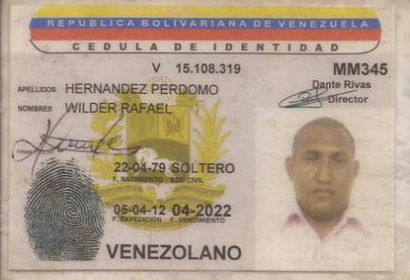 REPUBLICA BOLIVARIANA DE VENEZUELA
CEDULA DE IDENTIDAD
V 15.108.319
MM345
APELLIDOS HERNANDEZ PERDOMO
Dante Rivas
Director
NOMBRES WILDER RAFAEL
22-04-79 SOLTERO
F. NACIMIENTO EDO CIVIL
05-04-12 04-2022
F. EXPEDICION F. VENCIMIENTO
VENEZOLANO